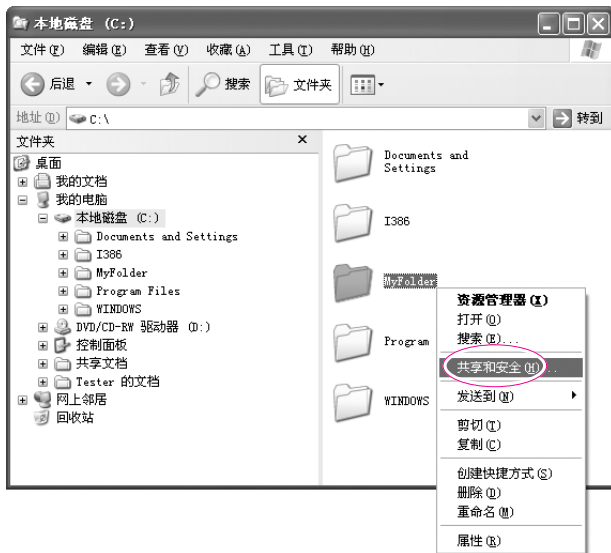 本地磁盘 (C:)
文件(F) 编辑(E) 查看(V) 收藏(A) 工具(T) 帮助(H)
后退 搜索 文件夹
地址(D) C:\ 转到
文件夹
桌面
我的文档
我的电脑
本地磁盘 (C:)
Documents and Settings
I386
MyFolder
Program Files
WINDOWS
DVD/CD-RW 驱动器 (D:)
控制面板
共享文档
Tester 的文档
网上邻居
回收站
Documents and
Settings
I386
MyFolder
Program
WINDOWS
资源管理器(X)
打开(O)
搜索(E)...
共享和安全(H)...
发送到(N)
剪切(T)
复制(C)
创建快捷方式(S)
删除(D)
重命名(M)
属性(R)